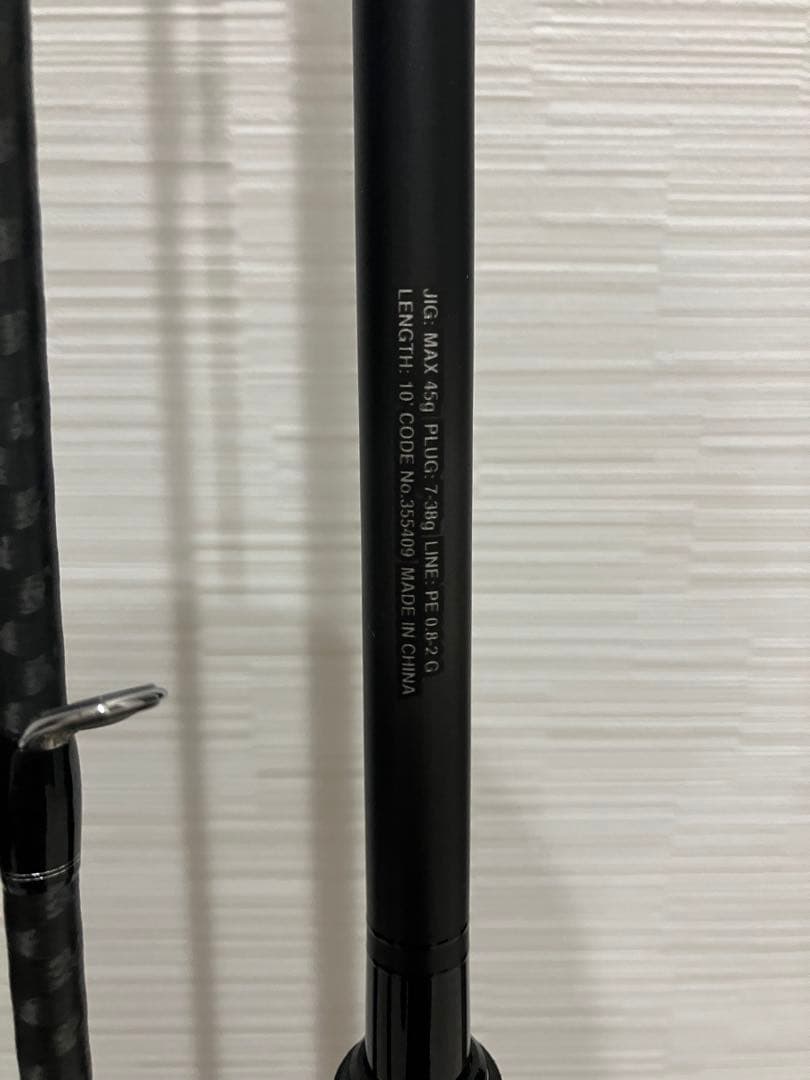 JIG: MAX 45g PLUG: 7-38g LINE: PE 0.8-2 G
LENGTH: 10' CODE No.355409 MADE IN CHINA